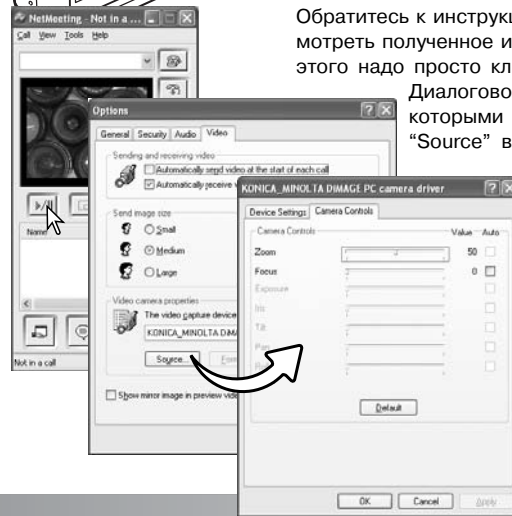 Обратитесь к инструкц
мотреть полученное и
этого надо просто кл
Диалогово
которыми
“Source” в
NetMeeting - Not in a ...
Call View Tools Help
Name
Not in a call
Options
General Security Audio Video
Sending and receiving video
Automatically send video at the start of each call
Automatically receive v
Send image size
Small
Medium
Large
Video camera properties
The video capture device
KONICA_MINOLTA DiMA
Source... Form
Show mirror image in preview vide
KONICA_MINOLTA DIMAGE PC camera driver
Device Settings Camera Controls
Camera Controls Value Auto
Zoom 50
Focus 0
Exposure
Iris
Tilt
Pan
Default
OK Cancel Apply